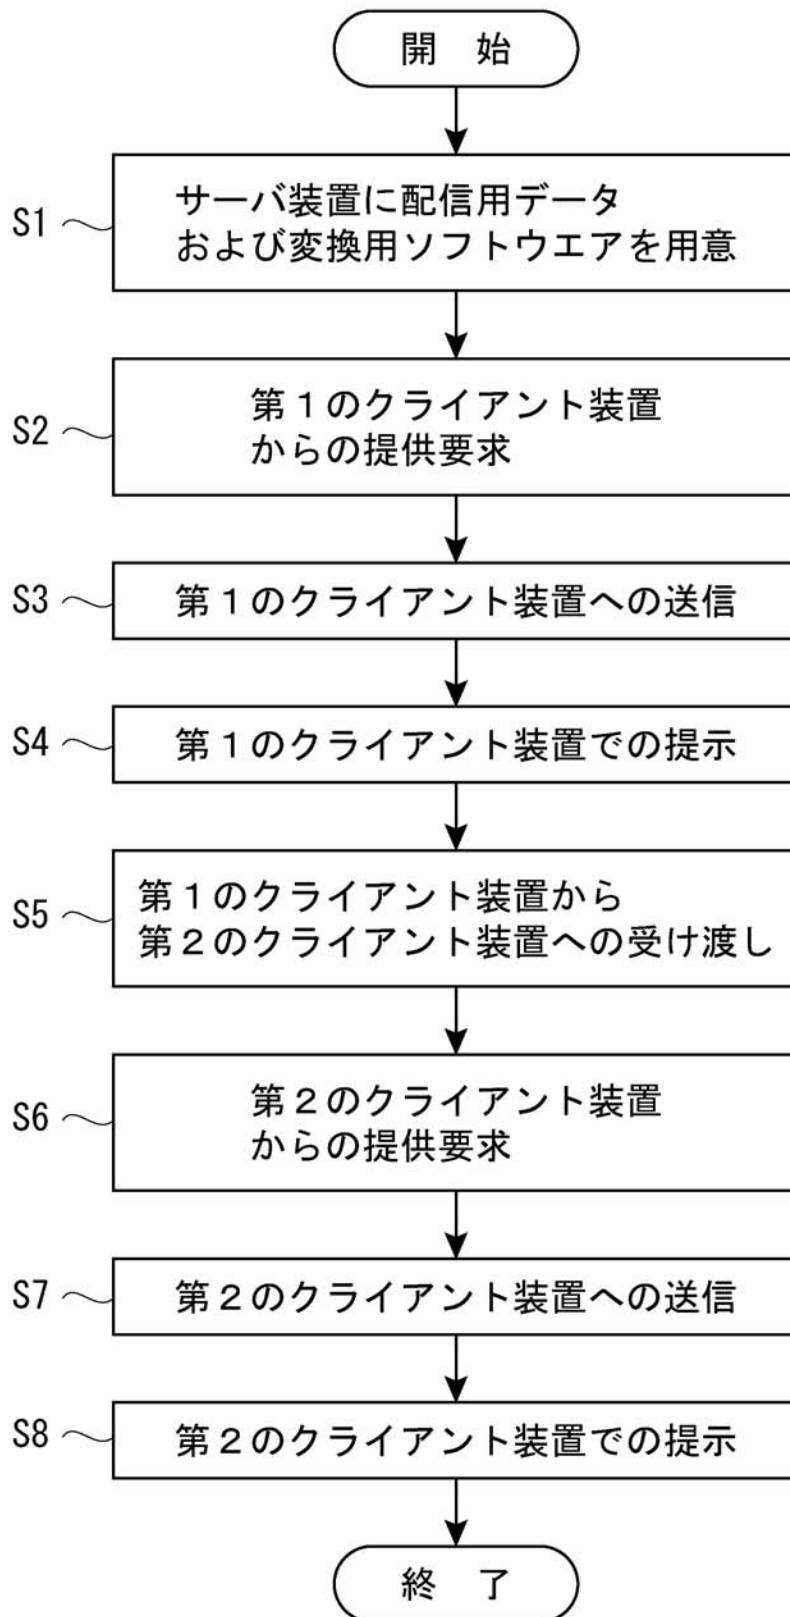 開　始
S1
サーバ装置に配信用データ
および変換用ソフトウエアを用意
S2
第１のクライアント装置
からの提供要求
S3
第１のクライアント装置への送信
S4
第１のクライアント装置での提示
S5
第１のクライアント装置から
第２のクライアント装置への受け渡し
S6
第２のクライアント装置
からの提供要求
S7
第２のクライアント装置への送信
S8
第２のクライアント装置での提示
終　了